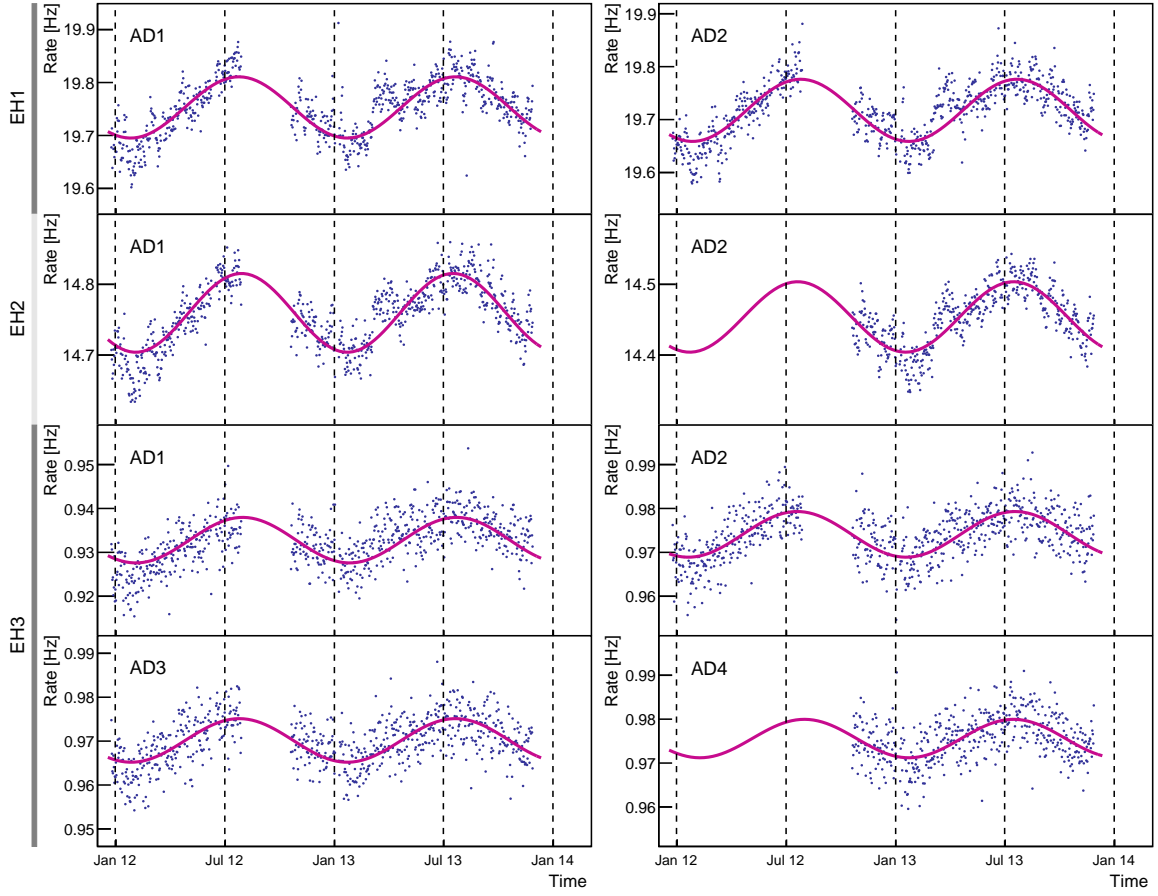 EH1
Rate [Hz]
AD1
19.9
19.8
19.7
19.6
Rate [Hz]
AD2
19.9
19.8
19.7
19.6
EH2
Rate [Hz]
AD1
14.8
14.7
Rate [Hz]
AD2
14.5
14.4
EH3
Rate [Hz]
AD1
0.95
0.94
0.93
0.92
Rate [Hz]
AD2
0.99
0.98
0.97
0.96
Rate [Hz]
AD3
0.99
0.98
0.97
0.96
0.95
Rate [Hz]
AD4
0.99
0.98
0.97
0.96
Jan 12 Jul 12 Jan 13 Jul 13 Jan 14
Time
Jan 12 Jul 12 Jan 13 Jul 13 Jan 14
Time